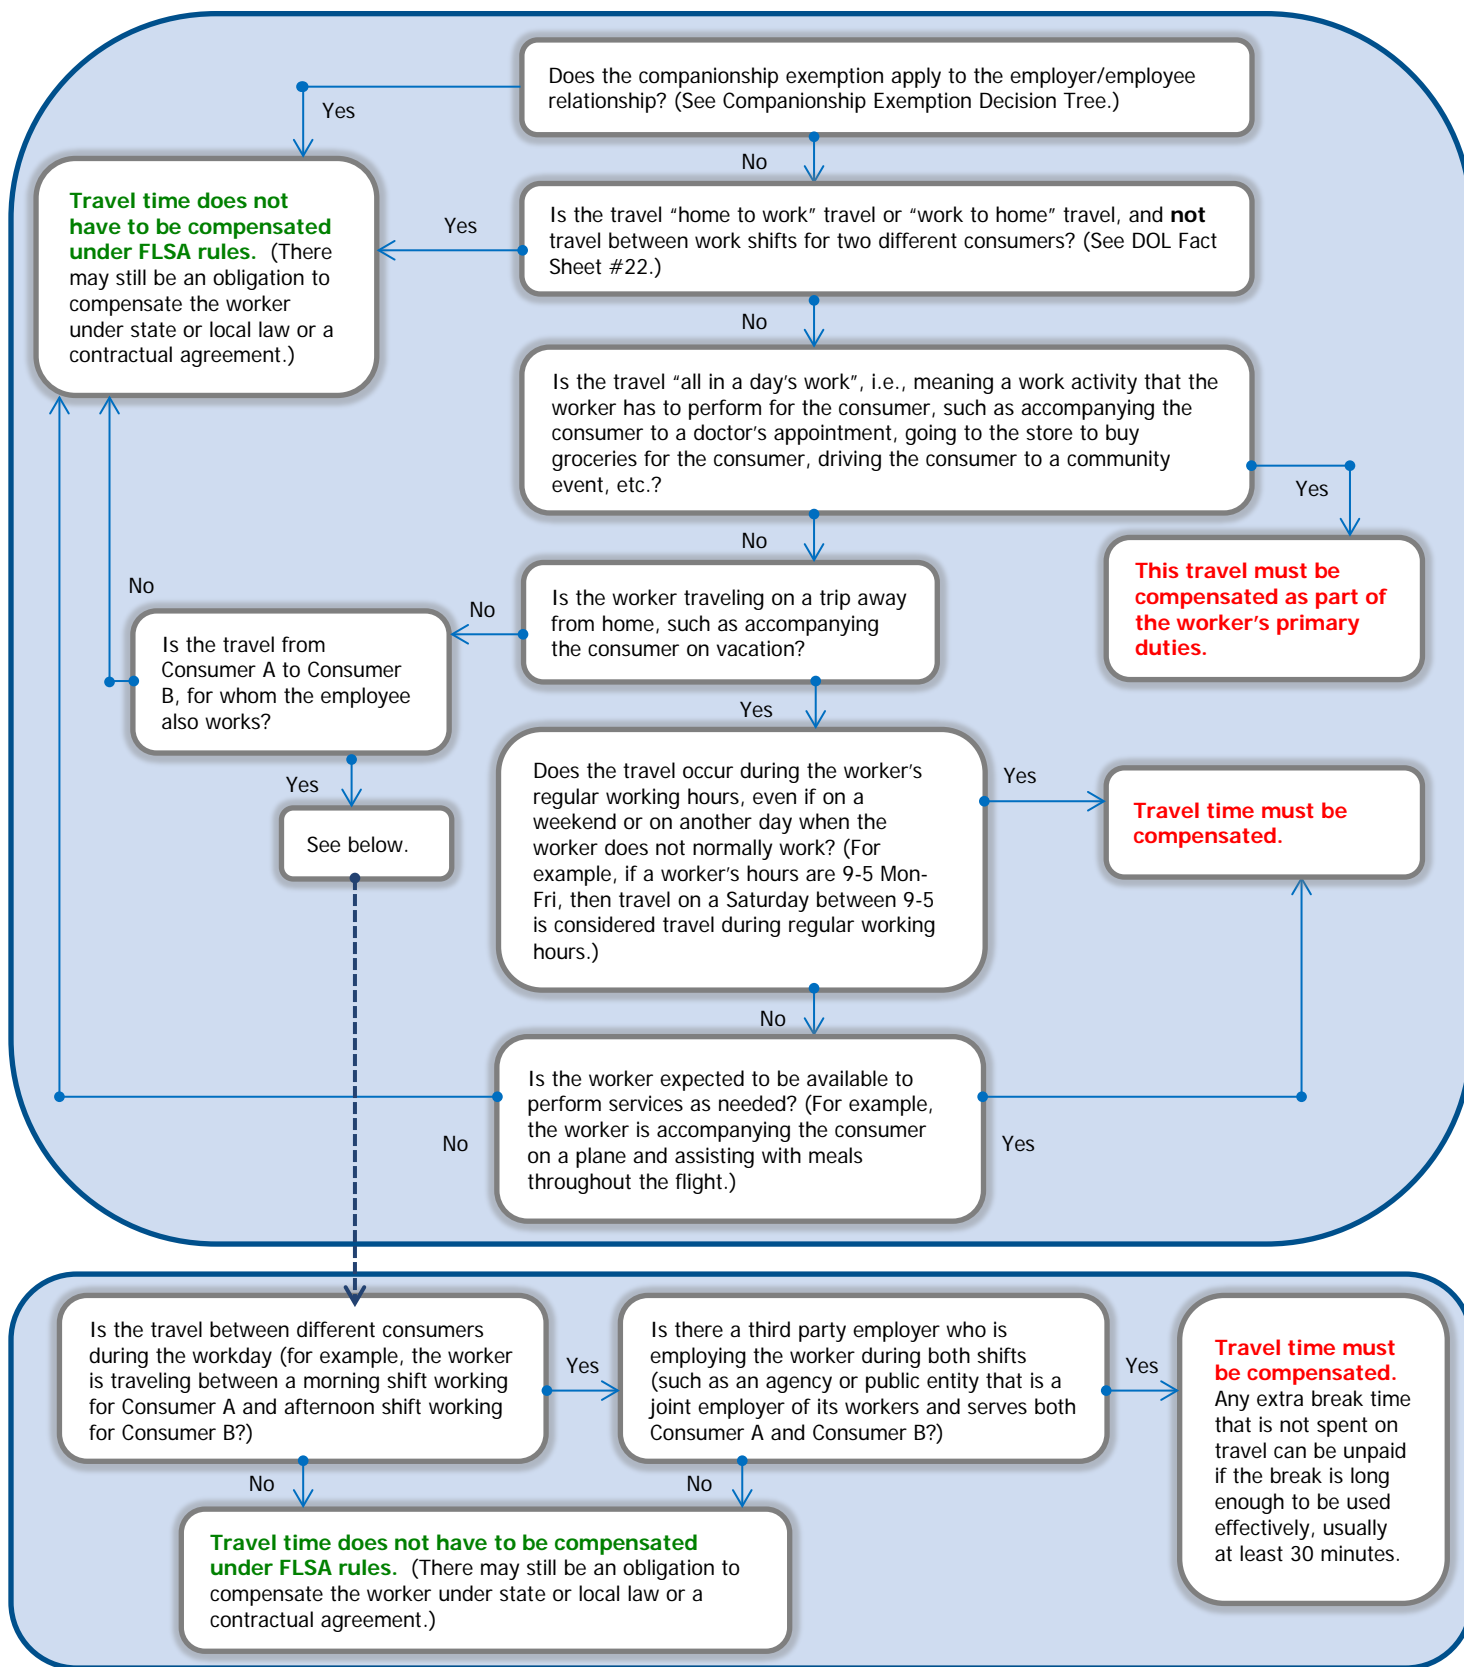 Does the companionship exemption apply to the employer/employee
relationship? (See Companionship Exemption Decision Tree.)
Yes
No
Travel time does not
have to be compensated
under FLSA rules.  (There
may still be an obligation to
compensate the worker
under state or local law or a
contractual agreement.)
Yes
Is the travel “home to work” travel or “work to home” travel, and not
travel between work shifts for two different consumers? (See DOL Fact
Sheet #22.)
No
Is the travel “all in a day’s work”, i.e., meaning a work activity that the
worker has to perform for the consumer, such as accompanying the
consumer to a doctor’s appointment, going to the store to buy
groceries for the consumer, driving the consumer to a community
event, etc.?
Yes
No
This travel must be
compensated as part of
the worker’s primary
duties.
Is the worker traveling on a trip away
from home, such as accompanying
the consumer on vacation?
No
No
Is the travel from
Consumer A to Consumer
B, for whom the employee
also works?
Yes
Yes
See below.
Does the travel occur during the worker’s
regular working hours, even if on a
weekend or on another day when the
worker does not normally work? (For
example, if a worker’s hours are 9-5 Mon-
Fri, then travel on a Saturday between 9-5
is considered travel during regular working
hours.)
Yes
Travel time must be
compensated.
No
Is the worker expected to be available to
perform services as needed? (For example,
the worker is accompanying the consumer
on a plane and assisting with meals
throughout the flight.)
No
Yes
Is the travel between different consumers
during the workday (for example, the worker
is traveling between a morning shift working
for Consumer A and afternoon shift working
for Consumer B?)
Yes
Is there a third party employer who is
employing the worker during both shifts
(such as an agency or public entity that is a
joint employer of its workers and serves both
Consumer A and Consumer B?)
Yes
Travel time must
be compensated.
Any extra break time
that is not spent on
travel can be unpaid
if the break is long
enough to be used
effectively, usually
at least 30 minutes.
No
No
Travel time does not have to be compensated
under FLSA rules.  (There may still be an obligation to
compensate the worker under state or local law or a
contractual agreement.)